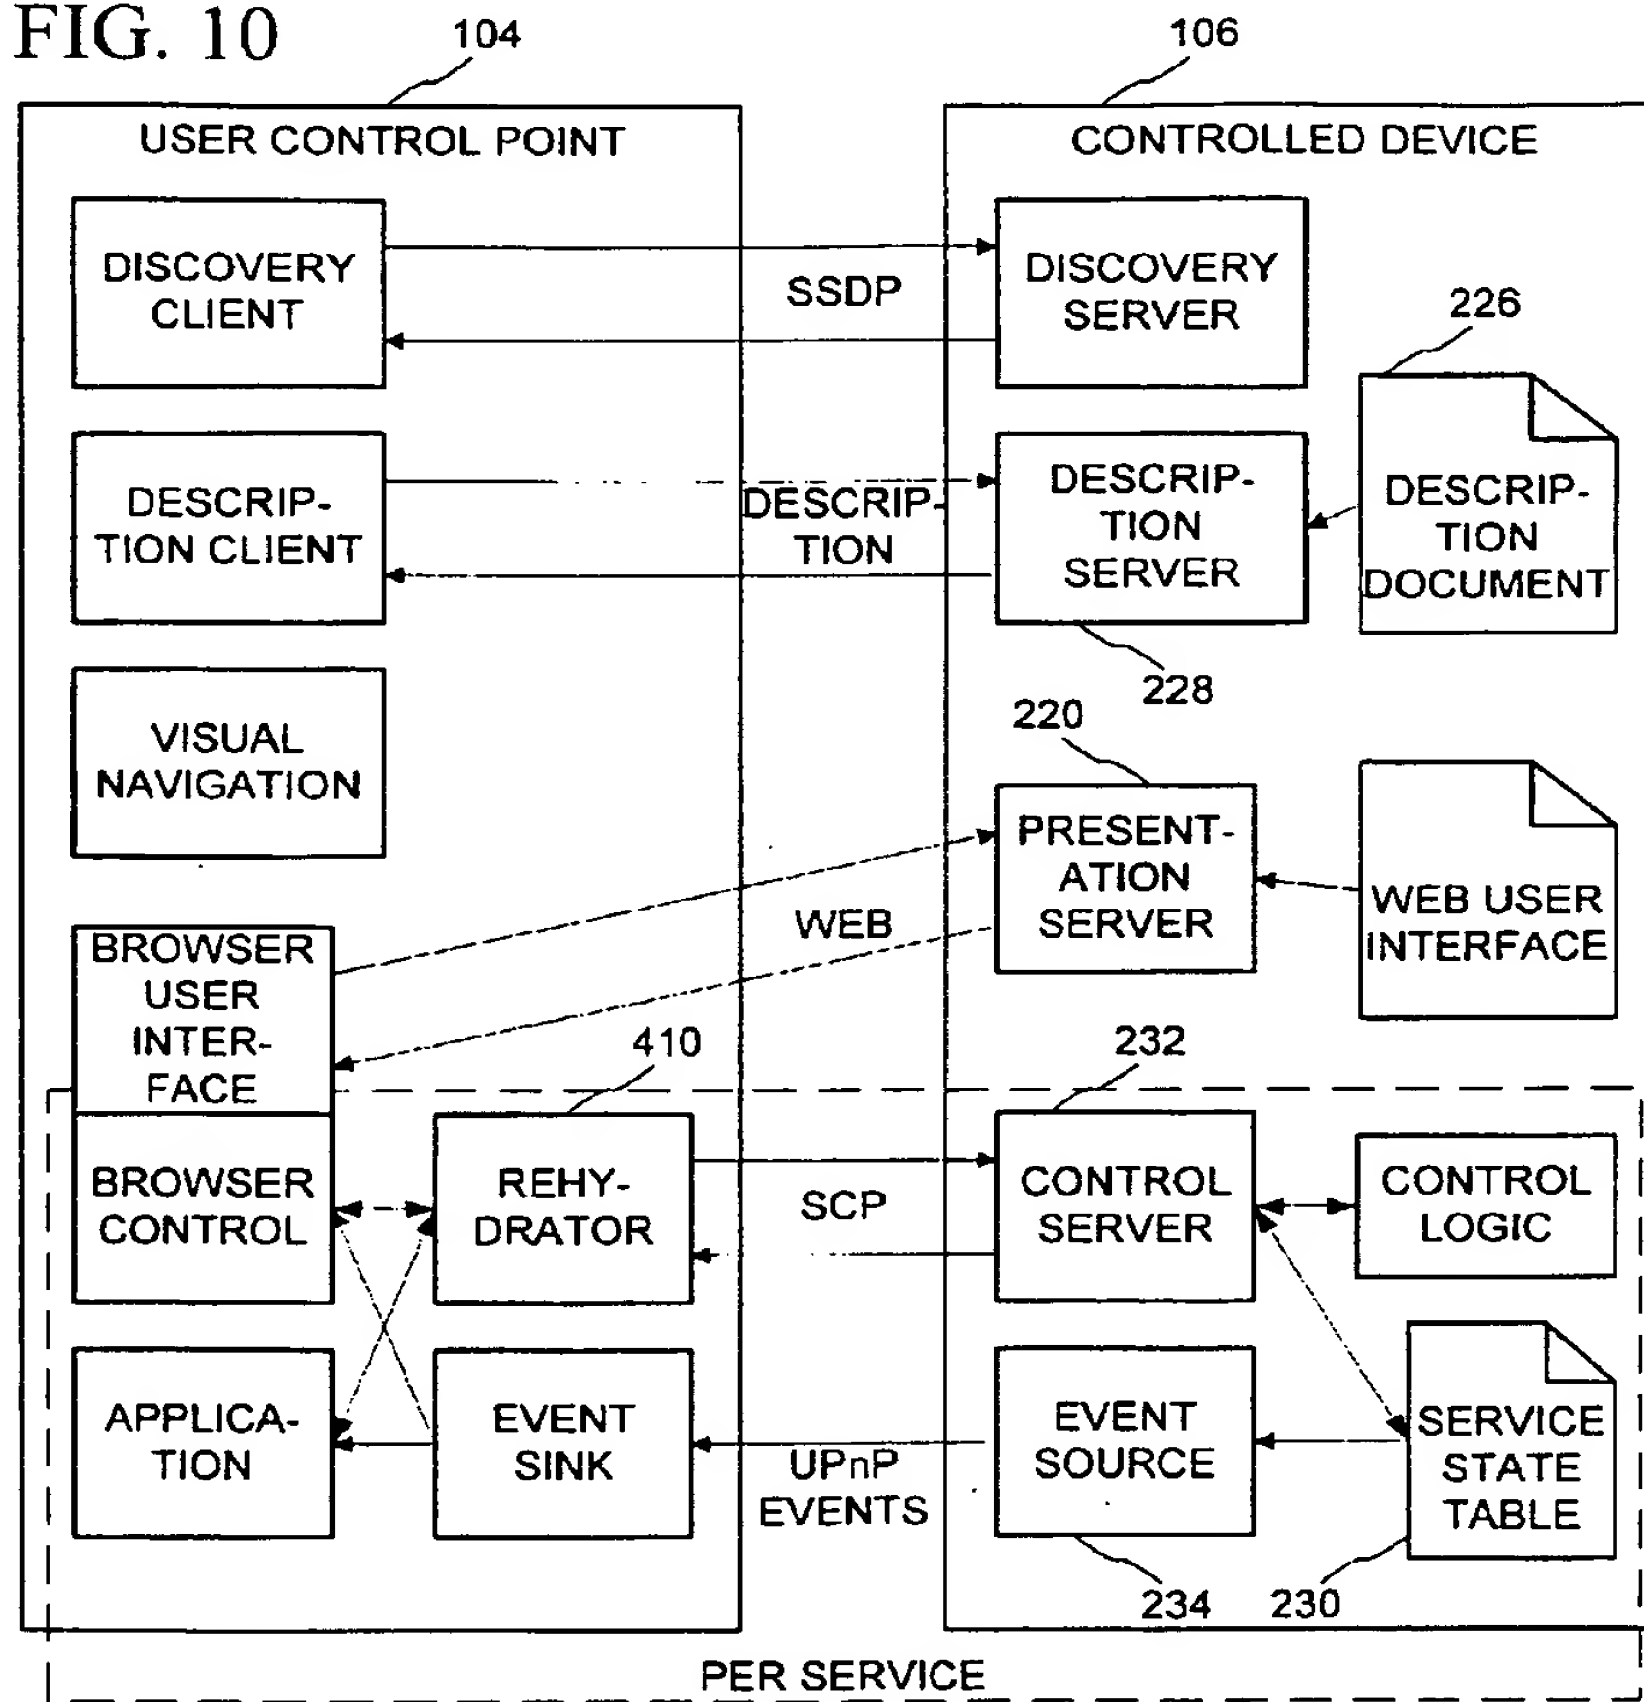 FIG. 10
104
106
USER CONTROL POINT
CONTROLLED DEVICE
DISCOVERY
CLIENT
SSDP
DISCOVERY
SERVER
226
DESCRIP-
TION CLIENT
DESCRIP-
TION
DESCRIP-
TION
SERVER
DESCRIP-
TION
DOCUMENT
228
VISUAL
NAVIGATION
220
PRESENT-
ATION
SERVER
WEB USER
INTERFACE
WEB
BROWSER
USER
INTER-
FACE
410
232
BROWSER
CONTROL
REHY-
DRATOR
SCP
CONTROL
SERVER
CONTROL
LOGIC
APPLICA-
TION
EVENT
SINK
UPnP
EVENTS
EVENT
SOURCE
SERVICE
STATE
TABLE
234
230
PER SERVICE